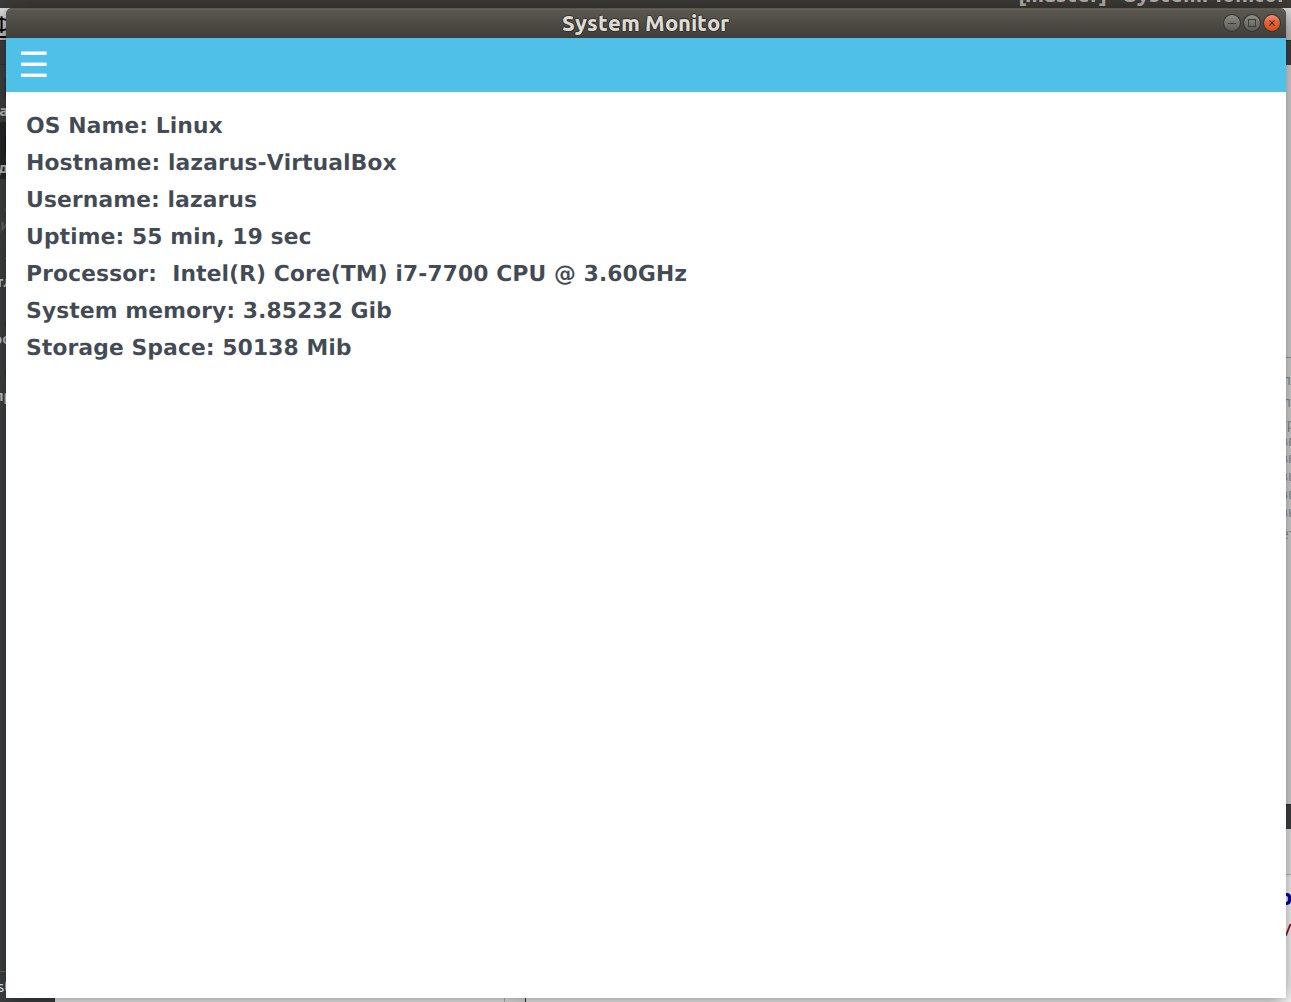 System Monitor
OS Name: Linux
Hostname: lazarus-VirtualBox
Username: lazarus
Uptime: 55 min, 19 sec
Processor:  Intel(R) Core(TM) i7-7700 CPU @ 3.60GHz
System memory: 3.85232 Gib
Storage Space: 50138 Mib